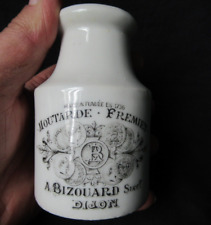 MOUTARDE · FREMIET
A. BIZOUARD SUCCR
DIJON